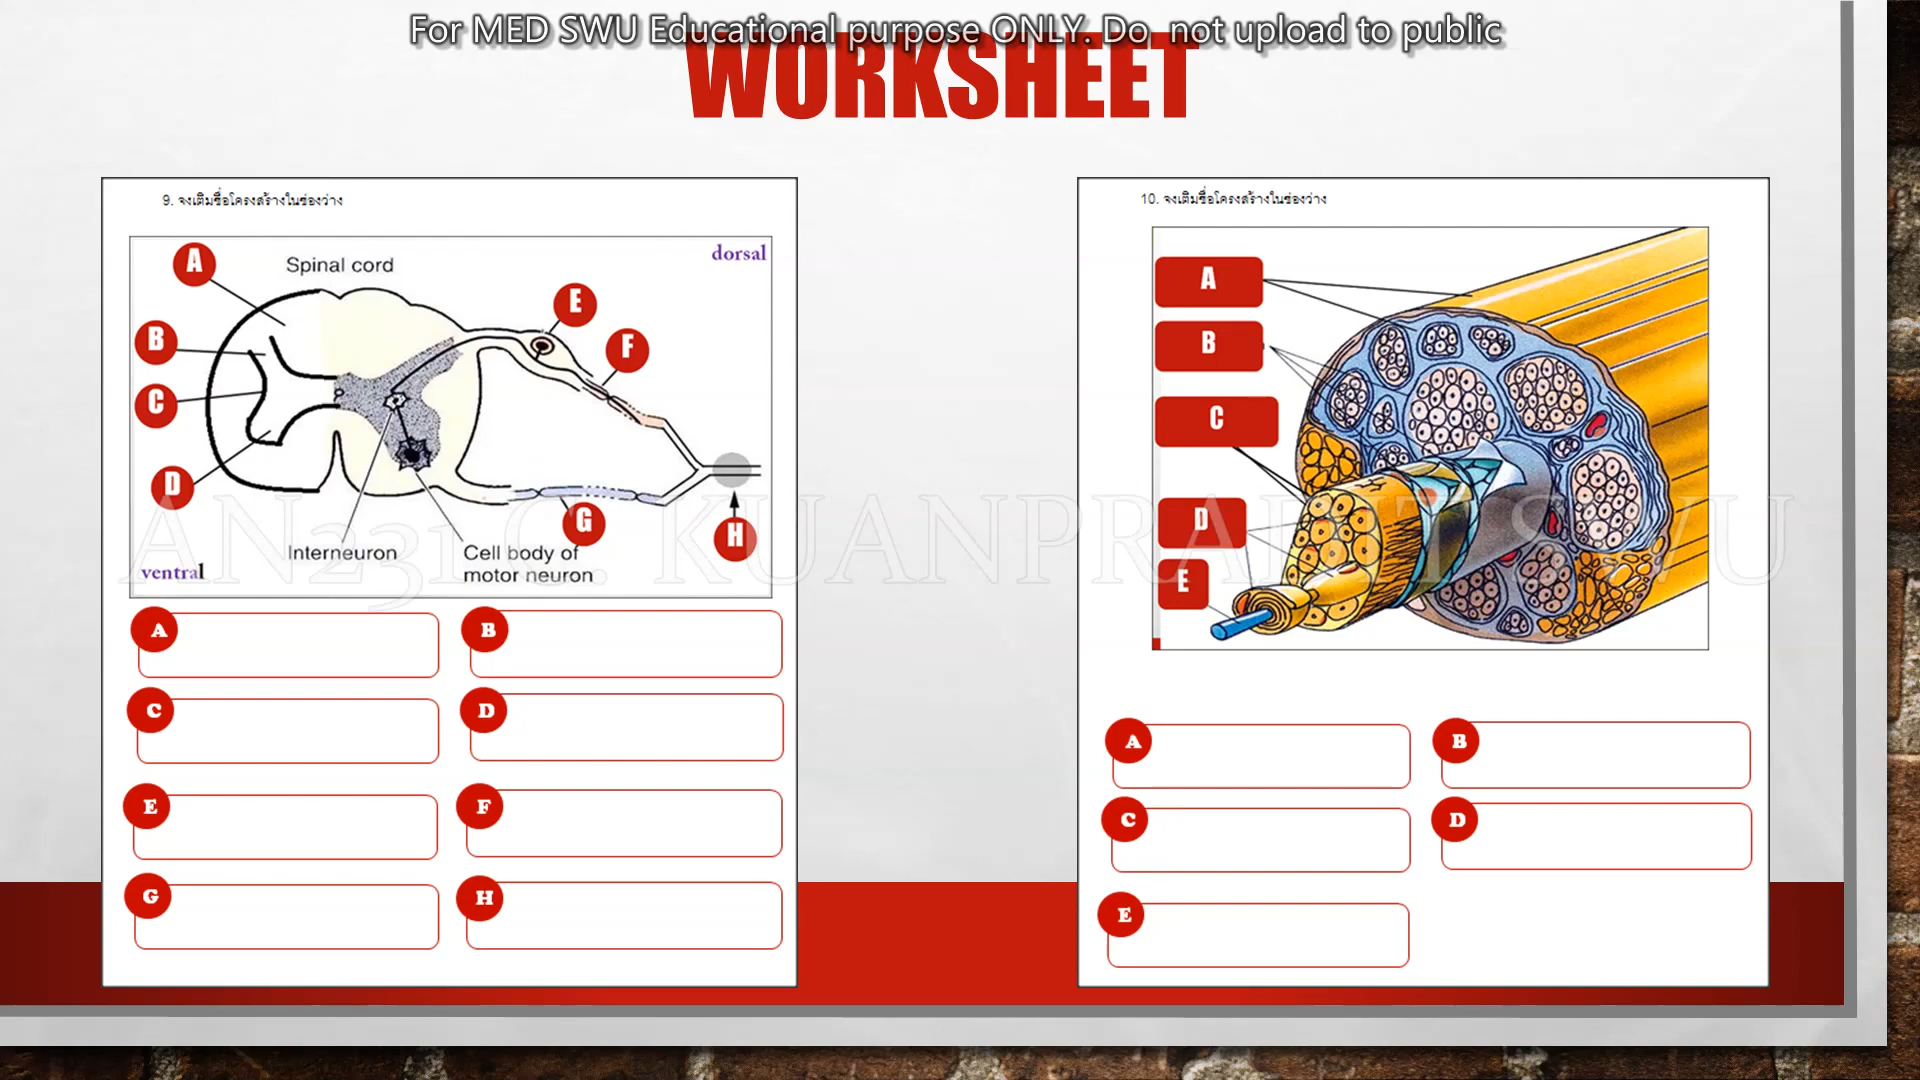 For MED SWU Educational purpose ONLY. Do not upload to public
WORKSHEET
9. จงเติมชื่อโครงสร้างในช่องว่าง
dorsal
Spinal cord
A
B
C
D
E
F
G
H
Interneuron
Cell body of
motor neuron
ventral
A
B
C
D
E
F
G
H
10. จงเติมชื่อโครงสร้างในช่องว่าง
A
B
C
D
E
A
B
C
D
E
AN231 C. KUANPRADIT SWU